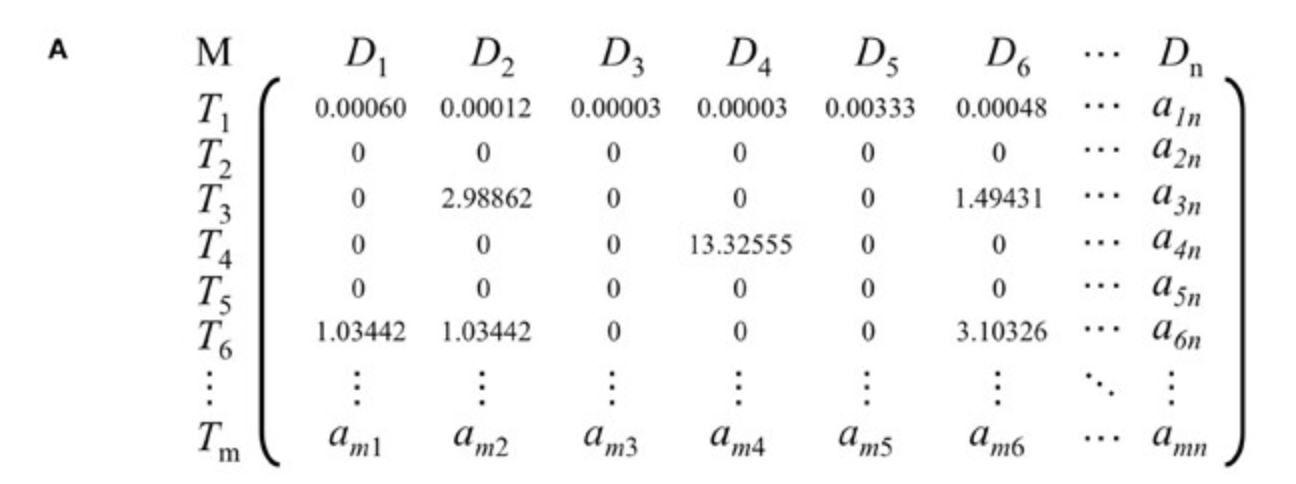 A M D1 D2 D3 D4 D5 D6 ⋯ Dn
T1 0.00060 0.00012 0.00003 0.00003 0.00333 0.00048 ⋯ a1n
T2 0 0 0 0 0 0 ⋯ a2n
T3 0 2.98862 0 0 0 1.49431 ⋯ a3n
T4 0 0 0 13.32555 0 0 ⋯ a4n
T5 0 0 0 0 0 0 ⋯ a5n
T6 1.03442 1.03442 0 0 0 3.10326 ⋯ a6n
⋮ ⋮ ⋮ ⋮ ⋮ ⋮ ⋮ ⋱ ⋮
Tm am1 am2 am3 am4 am5 am6 ⋯ amn